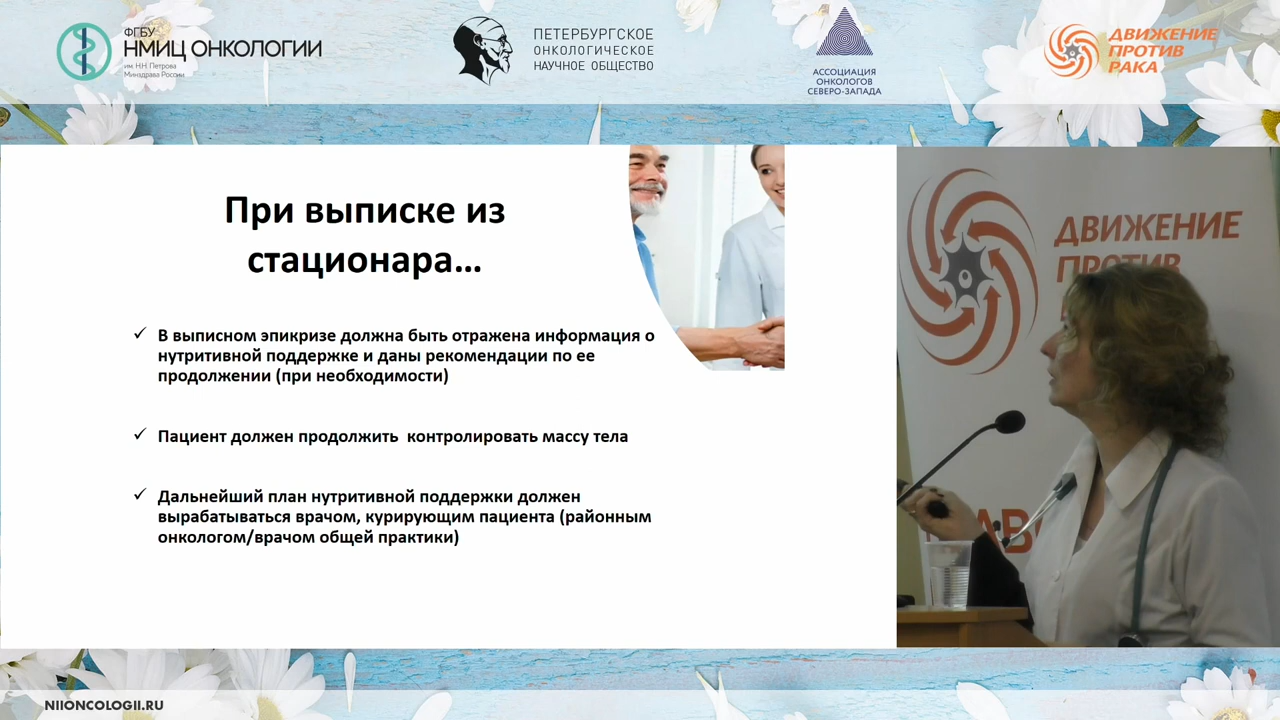 ФГБУ
НМИЦ ОНКОЛОГИИ
им. Н.Н. Петрова
Минздрава России
ПЕТЕРБУРГСКОЕ
ОНКОЛОГИЧЕСКОЕ
НАУЧНОЕ ОБЩЕСТВО
АССОЦИАЦИЯ
ОНКОЛОГОВ
СЕВЕРО-ЗАПАДА
ДВИЖЕНИЕ
ПРОТИВ
РАКА
При выписке из
стационара...
✓ В выписном эпикризе должна быть отражена информация о
нутритивной поддержке и даны рекомендации по ее
продолжении (при необходимости)
✓ Пациент должен продолжить контролировать массу тела
✓ Дальнейший план нутритивной поддержки должен
вырабатываться врачом, курирующим пациента (районным
онкологом/врачом общей практики)
ДВИЖЕНИЕ
ПРОТИВ
NIIONCOLOGII.RU